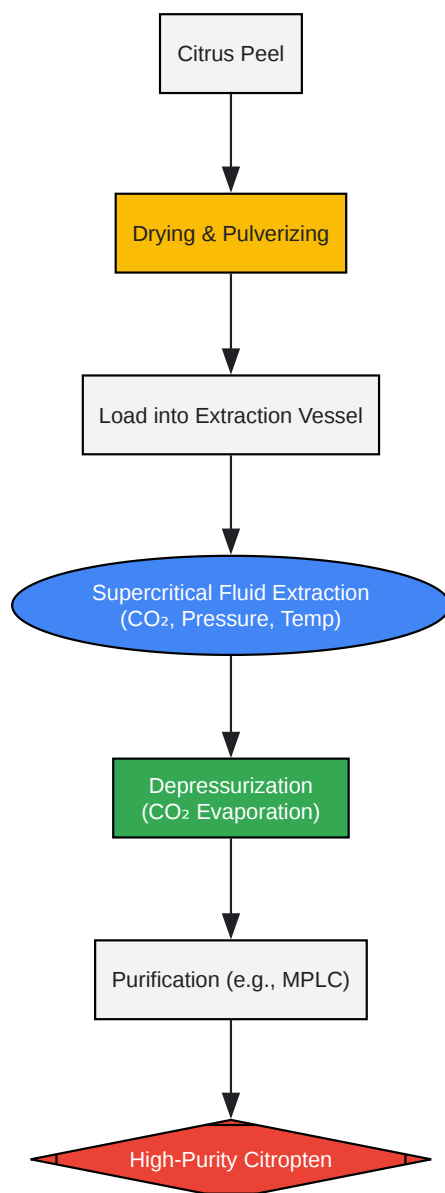 Citrus Peel
Drying & Pulverizing
Load into Extraction Vessel
Supercritical Fluid Extraction
(CO₂, Pressure, Temp)
Depressurization
(CO₂ Evaporation)
Purification (e.g., MPLC)
High-Purity Citropten